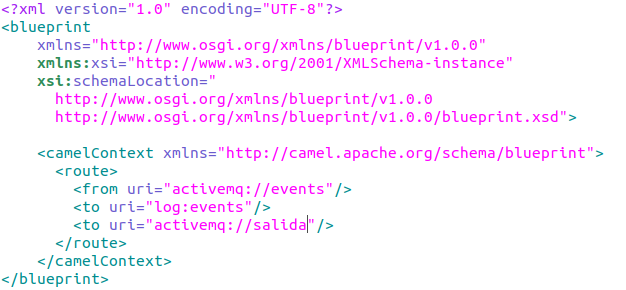 <?xml version="1.0" encoding="UTF-8"?>
<blueprint
    xmlns="http://www.osgi.org/xmlns/blueprint/v1.0.0"
    xmlns:xsi="http://www.w3.org/2001/XMLSchema-instance"
    xsi:schemaLocation="
      http://www.osgi.org/xmlns/blueprint/v1.0.0
      http://www.osgi.org/xmlns/blueprint/v1.0.0/blueprint.xsd">

    <camelContext xmlns="http://camel.apache.org/schema/blueprint">
      <route>
        <from uri="activemq://events"/>
        <to uri="log:events"/>
        <to uri="activemq://salida"/>
      </route>
    </camelContext>
</blueprint>